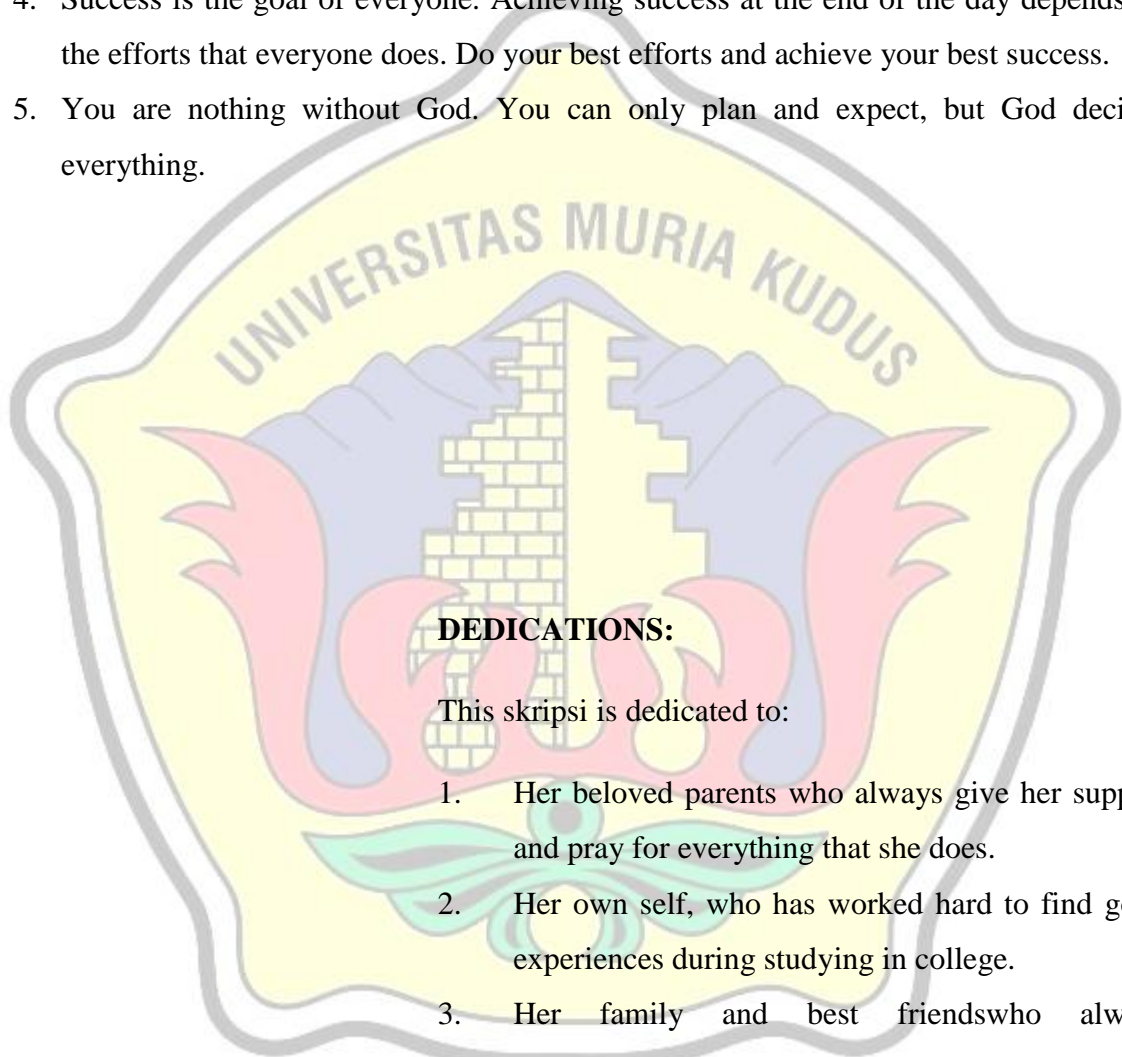 4. Success is the goal of everyone. Achieving success at the end of the day depends
the efforts that everyone does. Do your best efforts and achieve your best success.
5. You are nothing without God. You can only plan and expect, but God deci
everything.
UNIVERSITAS MURIA KUDUS
DEDICATIONS:
This skripsi is dedicated to:
1. Her beloved parents who always give her supp
and pray for everything that she does.
2. Her own self, who has worked hard to find go
experiences during studying in college.
3. Her family and best friendswho alw